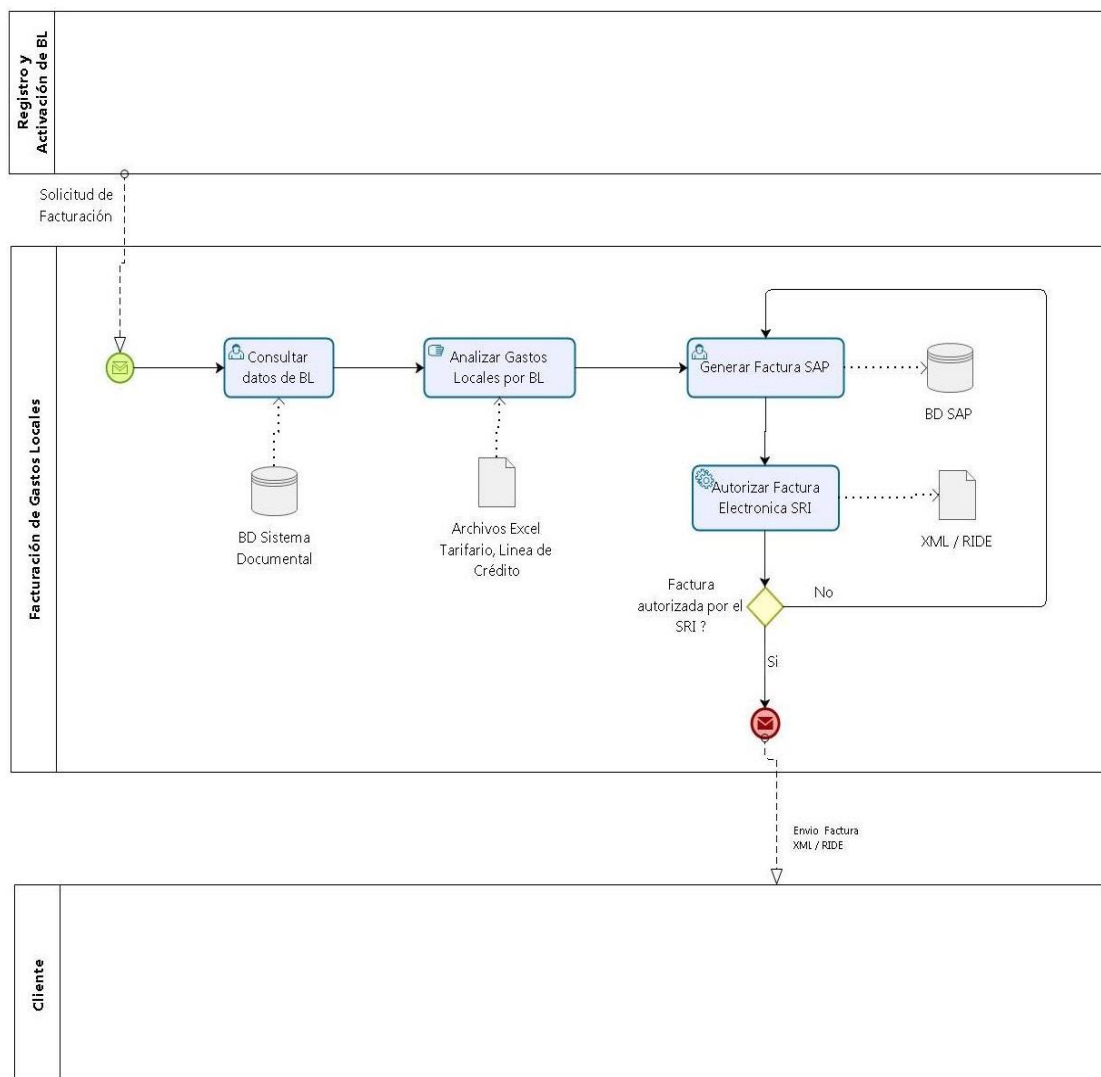 Registro y
Activación de BL
Solicitud de
Facturación
Facturación de Gastos Locales
Consultar
datos de BL
Analizar Gastos
Locales por BL
Generar Factura SAP
BD SAP
BD Sistema
Documental
Archivos Excel
Tarifario, Linea de
Crédito
Autorizar Factura
Electronica SRI
XML / RIDE
Factura
autorizada por el
SRI ?
No
Si
Envio Factura
XML / RIDE
Cliente